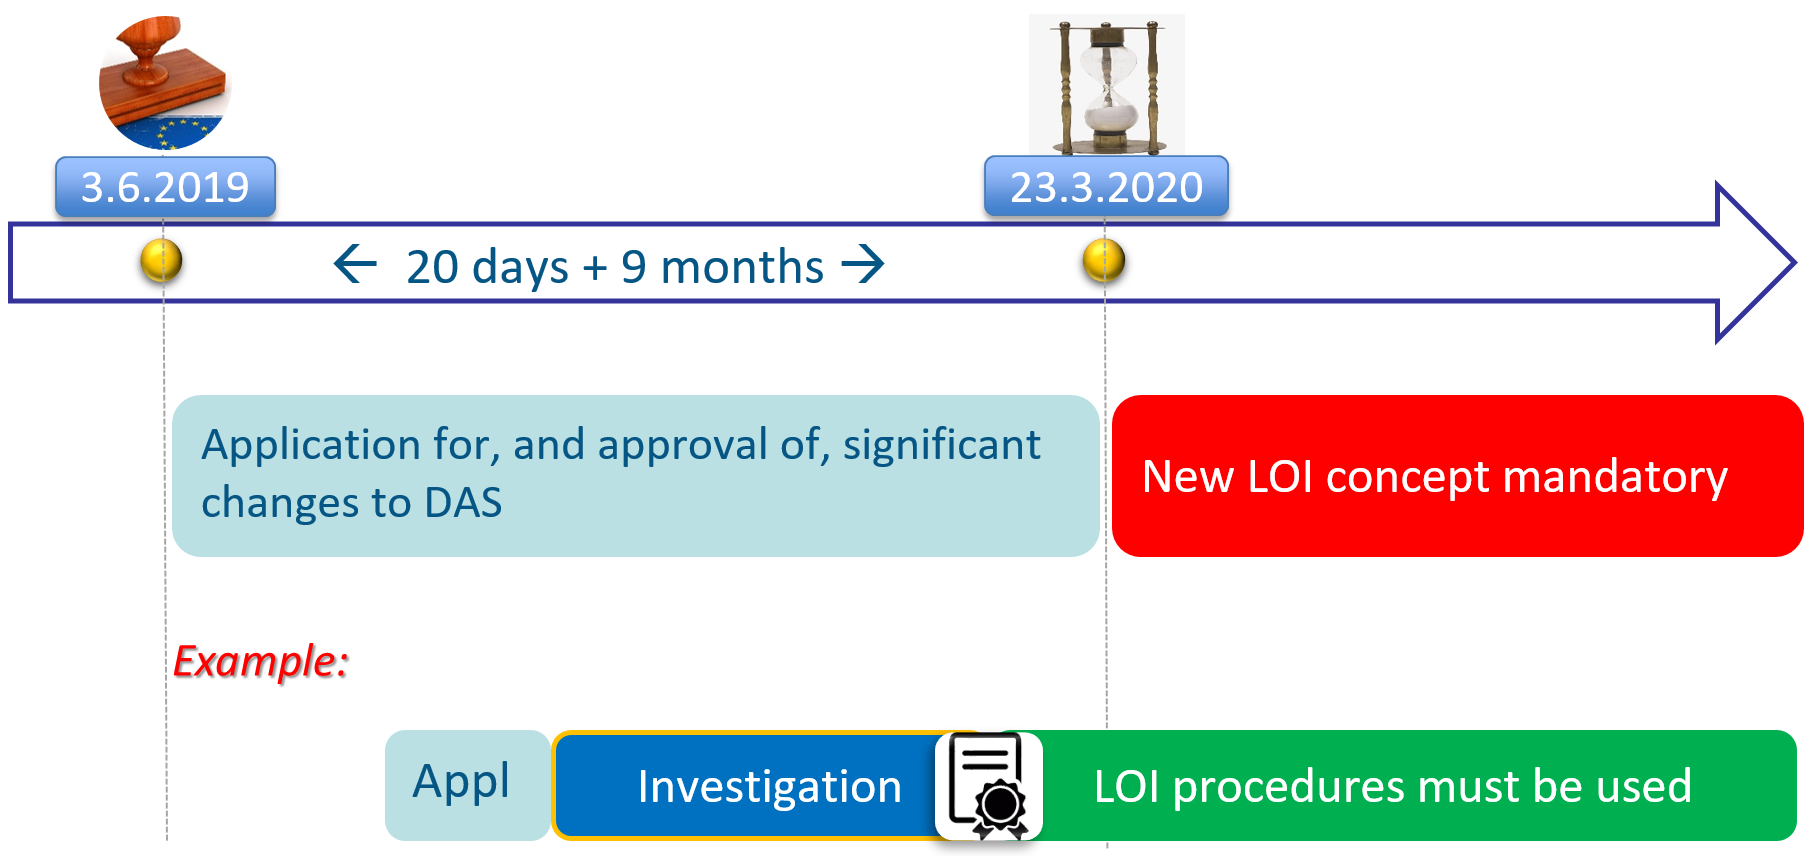 3.6.2019
23.3.2020
← 20 days + 9 months →
Application for, and approval of, significant
changes to DAS
New LOI concept mandatory
Example:
Appl
Investigation
LOI procedures must be used